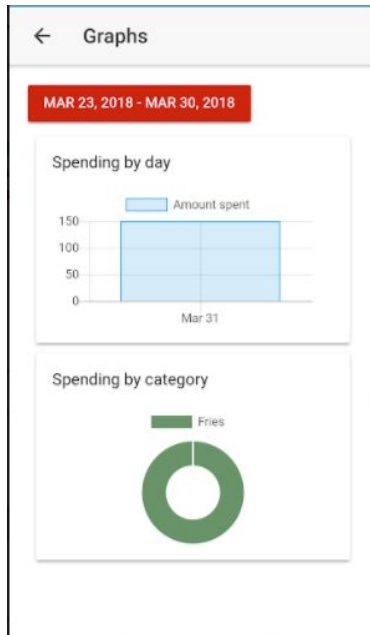 Graphs
MAR 23, 2018 - MAR 30, 2018
Spending by day
Amount spent
150
100
50
0
Mar 31
Spending by category
Fries